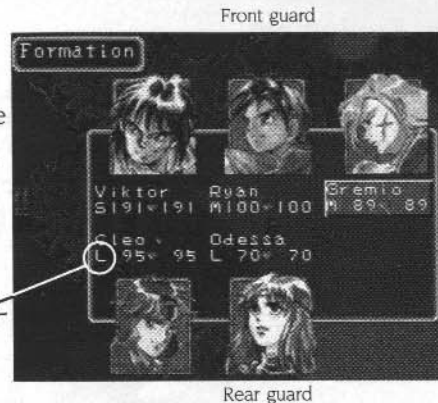 Front guard
Formation
e
Viktor Ryan Gremio
S191 191 M100 100 M 89 89
Cleo Odessa
L 95 95 L 70 70
Rear guard